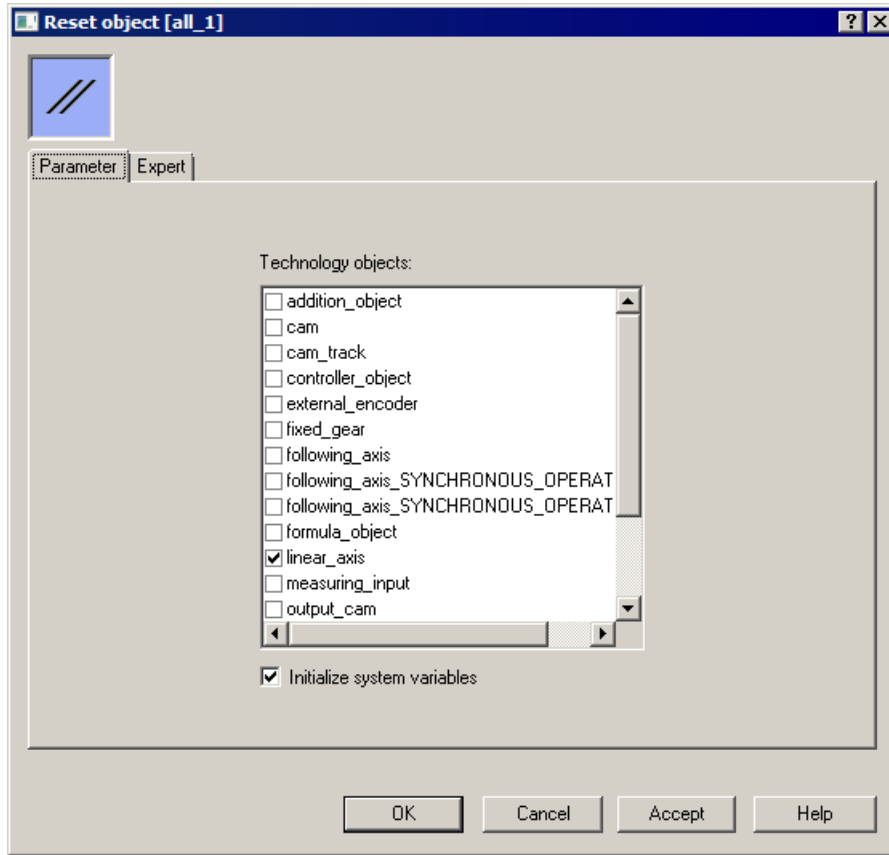 Reset object [all_1]
Parameter
Expert
Technology objects:
addition_object
cam
cam_track
controller_object
external_encoder
fixed_gear
following_axis
following_axis_SYNCHRONOUS_OPERAT
following_axis_SYNCHRONOUS_OPERAT
formula_object
linear_axis
measuring_input
output_cam
Initialize system variables
OK
Cancel
Accept
Help